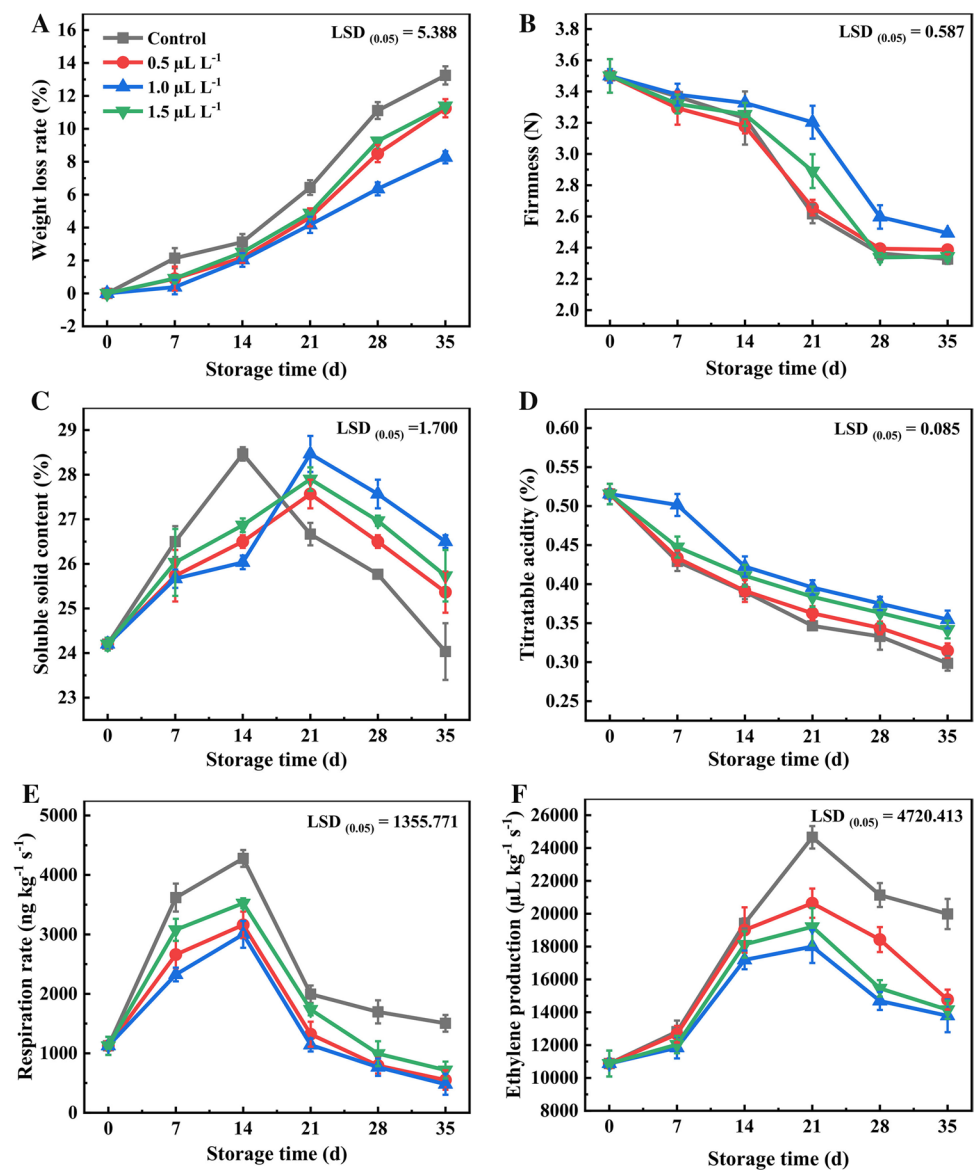 A
LSD (0.05) = 5.388
Control
0.5 µL L-1
1.0 µL L-1
1.5 µL L-1
Weight loss rate (%)
16
14
12
10
8
6
4
2
0
-2
0 7 14 21 28 35
Storage time (d)
B
LSD (0.05) = 0.587
Firmness (N)
3.8
3.6
3.4
3.2
3.0
2.8
2.6
2.4
2.2
2.0
0 7 14 21 28 35
Storage time (d)
C
LSD (0.05) =1.700
Soluble solid content (%)
29
28
27
26
25
24
23
0 7 14 21 28 35
Storage time (d)
D
LSD (0.05) = 0.085
Titratable acidity (%)
0.60
0.55
0.50
0.45
0.40
0.35
0.30
0.25
0 7 14 21 28 35
Storage time (d)
E
LSD (0.05) = 1355.771
Respiration rate (ng kg-1 s-1)
5000
4000
3000
2000
1000
0
0 7 14 21 28 35
Storage time (d)
F
LSD (0.05) = 4720.413
Ethylene production (µL kg-1 s-1)
26000
24000
22000
20000
18000
16000
14000
12000
10000
8000
0 7 14 21 28 35
Storage time (d)